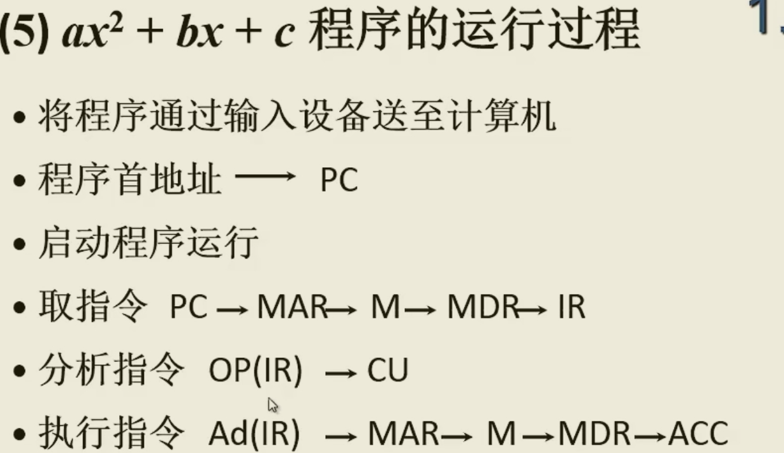 (5) ax² + bx + c 程序的运行过程
• 将程序通过输入设备送至计算机
• 程序首地址 → PC
• 启动程序运行
• 取指令 PC → MAR → M → MDR → IR
• 分析指令 OP(IR) → CU
• 执行指令 Ad(IR) → MAR → M → MDR → ACC